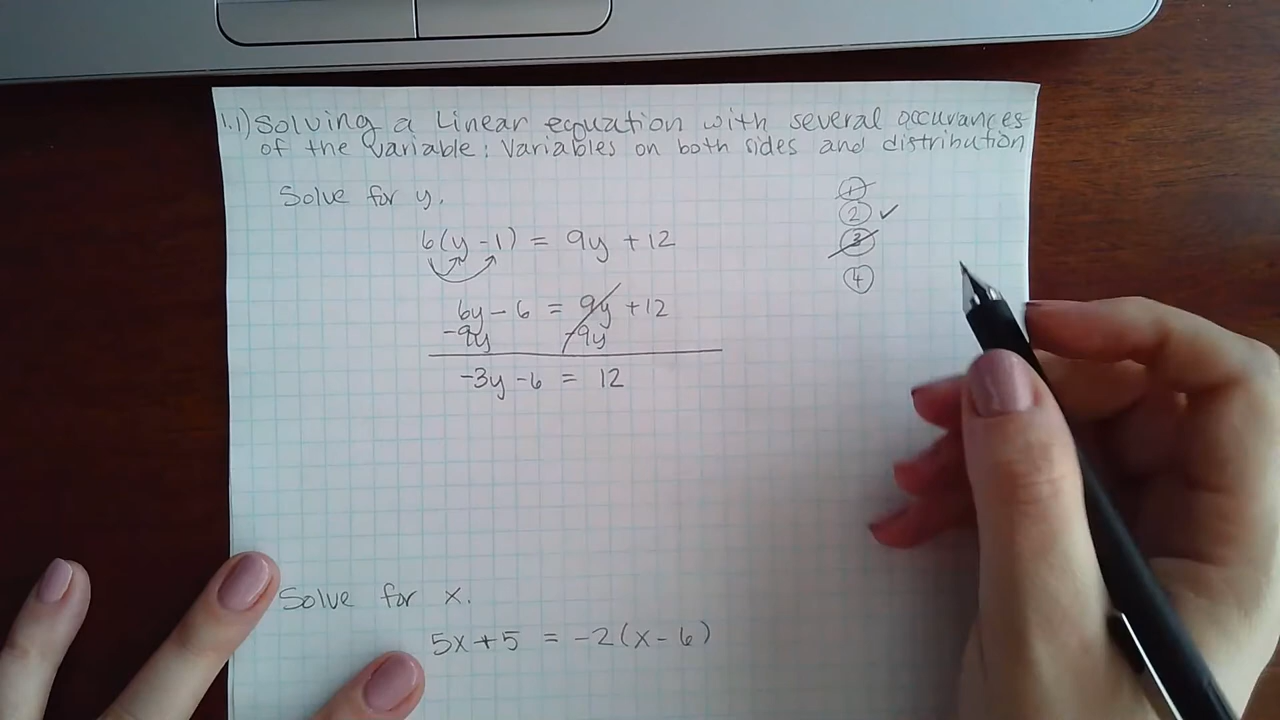 1.1) Solving a Linear equation with several occurances
of the variable: Variables on both sides and distribution
Solve for y.
① 
② ✓
③
④
6(y - 1) = 9y + 12
6y - 6 = 9y + 12
-9y -9y
-3y - 6 = 12
Solve for x.
5x + 5 = -2(x - 6)